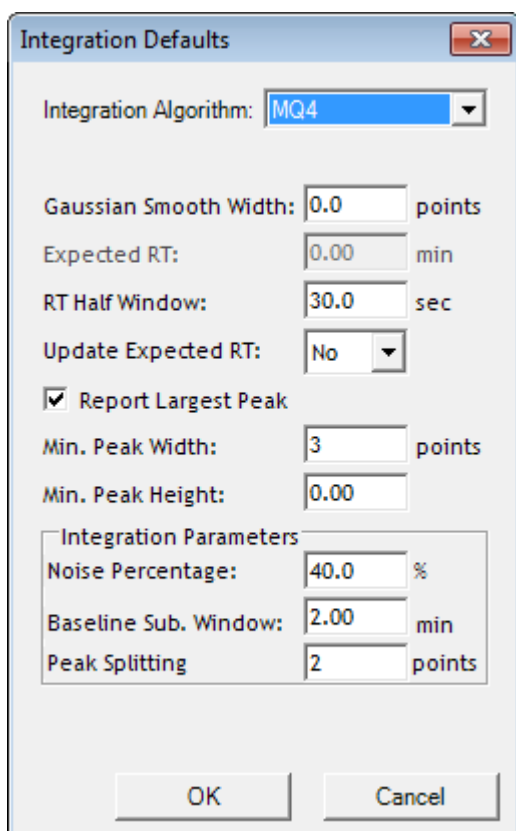 Integration Defaults
Integration Algorithm: MQ4
Gaussian Smooth Width: 0.0 points
Expected RT: 0.00 min
RT Half Window: 30.0 sec
Update Expected RT: No
Report Largest Peak
Min. Peak Width: 3 points
Min. Peak Height: 0.00
Integration Parameters
Noise Percentage: 40.0 %
Baseline Sub. Window: 2.00 min
Peak Splitting 2 points
OK Cancel